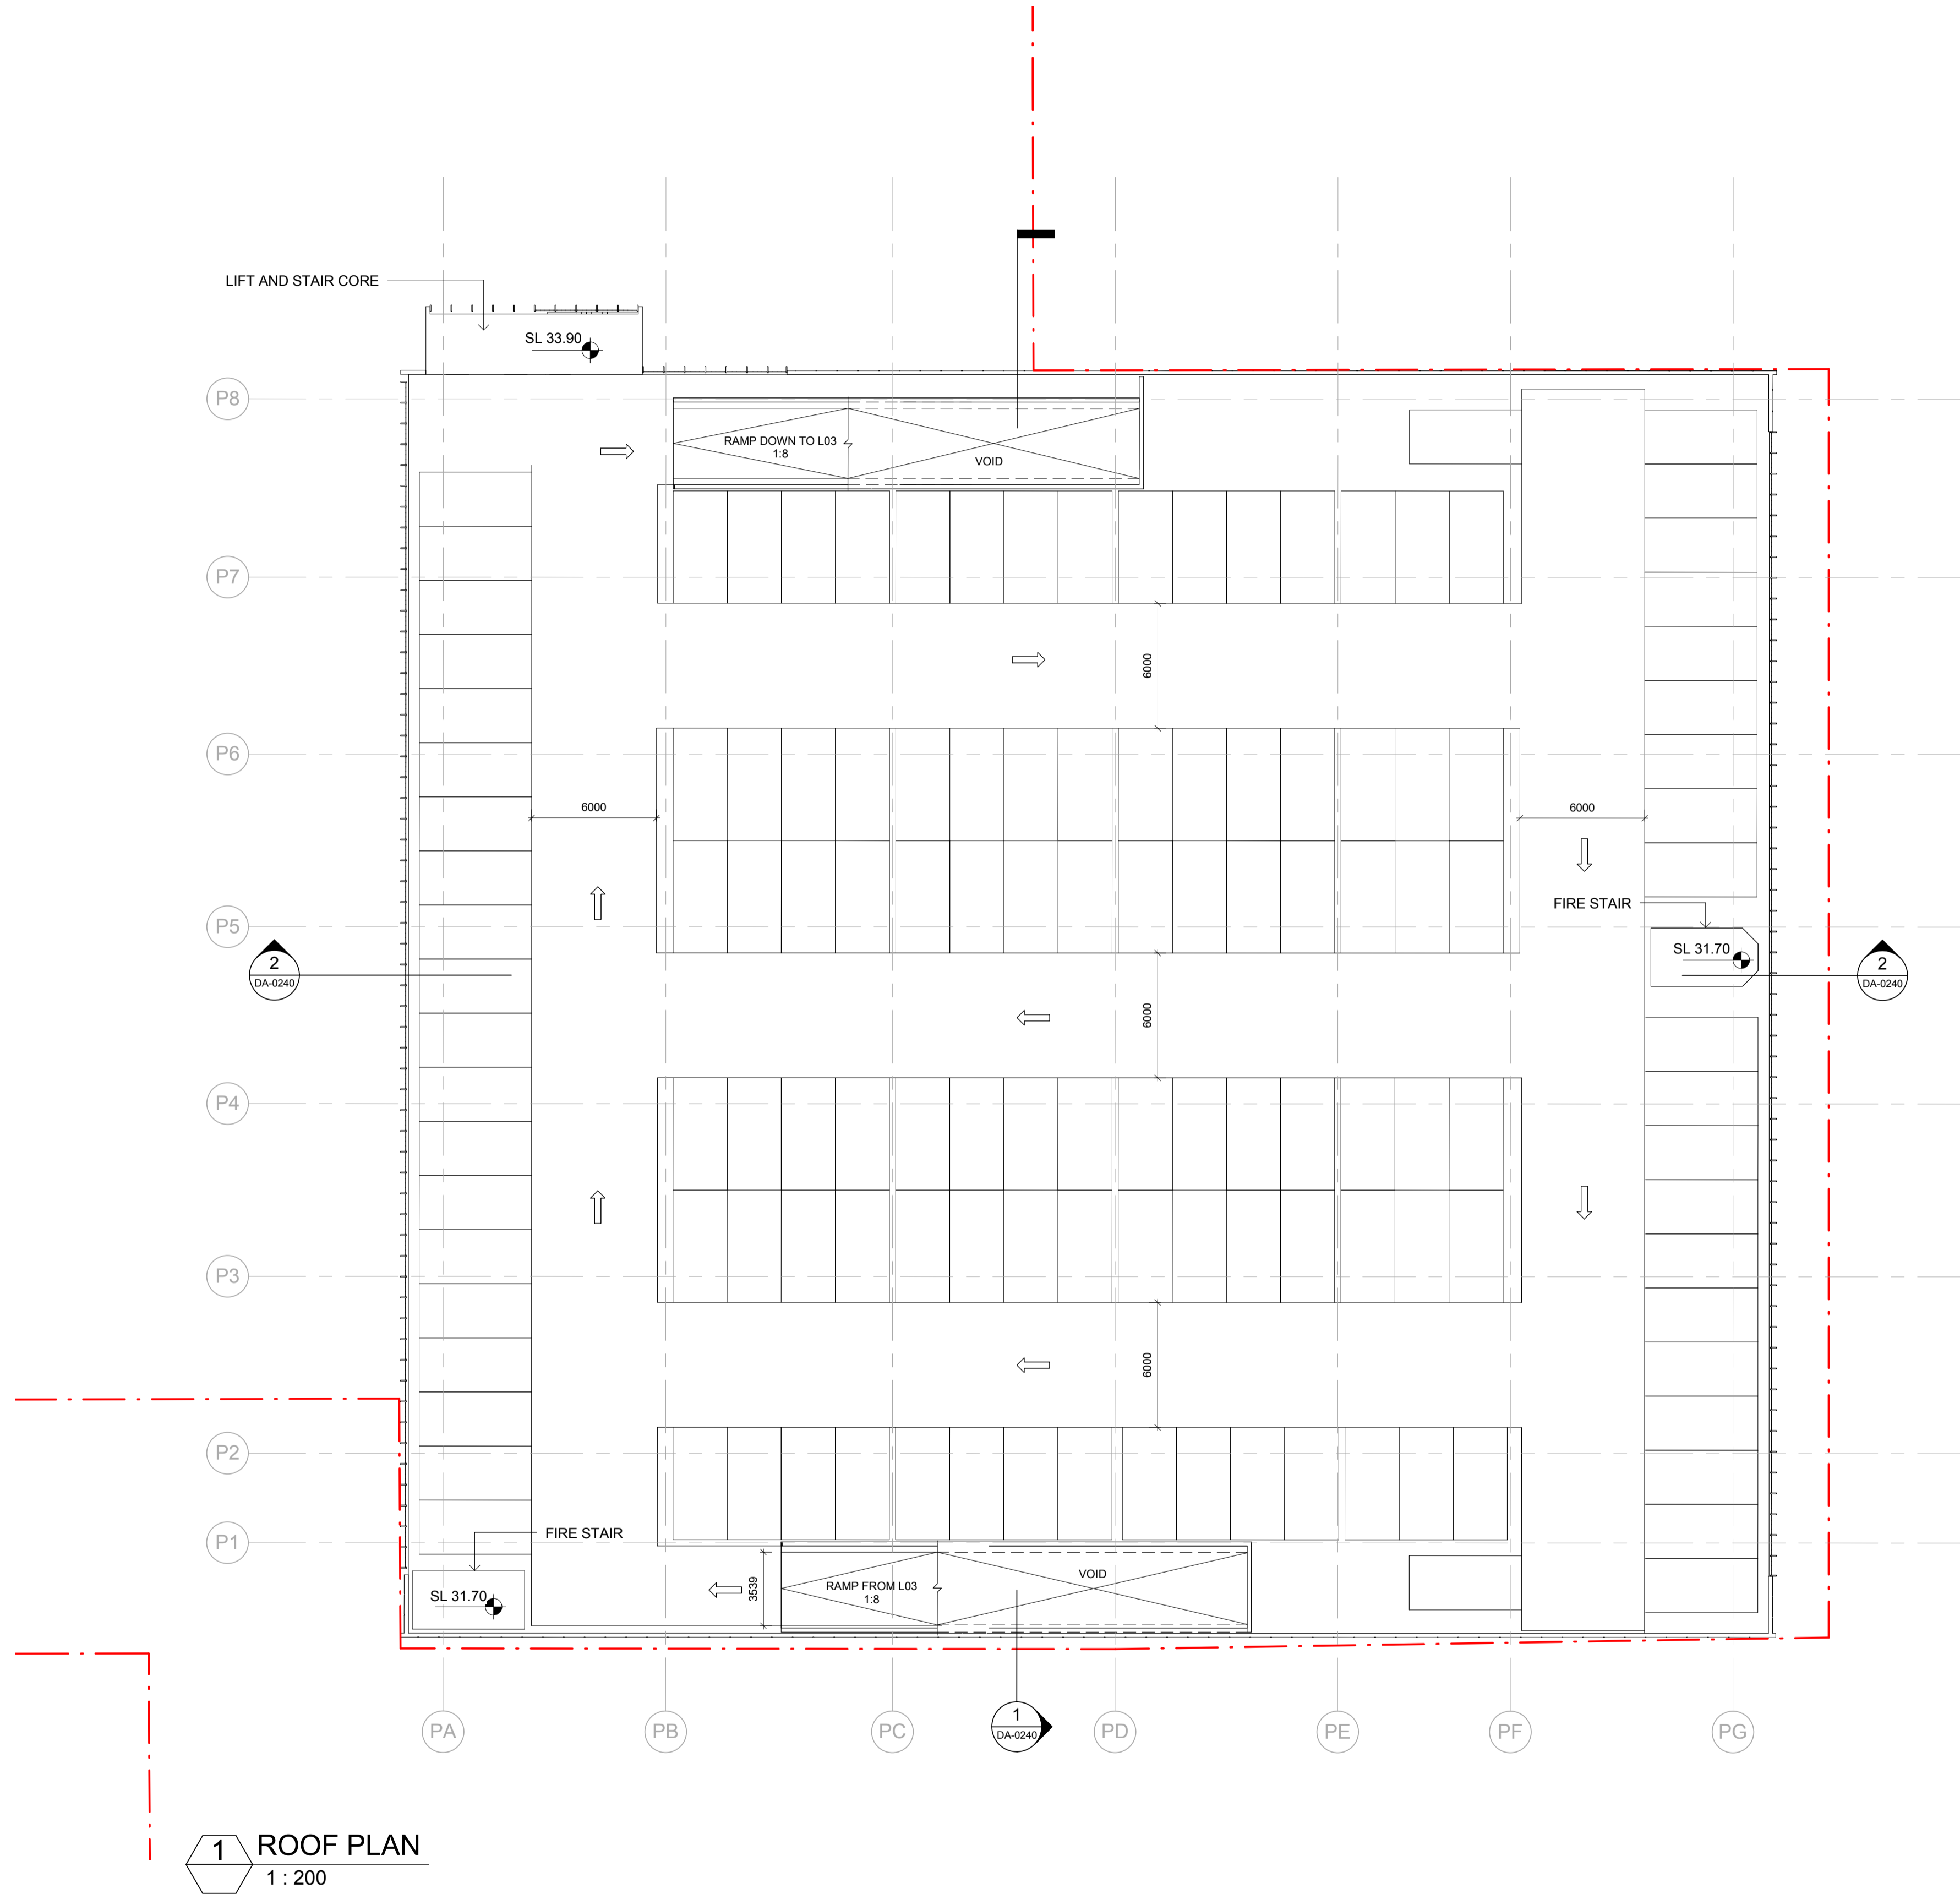 LIFT AND STAIR CORE
SL 33.90
P8
RAMP DOWN TO L03
1:8
VOID
P7
6000
P6
6000
6000
FIRE STAIR
P5
SL 31.70
2
DA-0240
2
DA-0240
6000
P4
P3
6000
P2
P1
FIRE STAIR
3539
RAMP FROM L03
1:8
VOID
SL 31.70
PA
PB
PC
1
DA-0240
PD
PE
PF
PG
1
ROOF PLAN
1 : 200